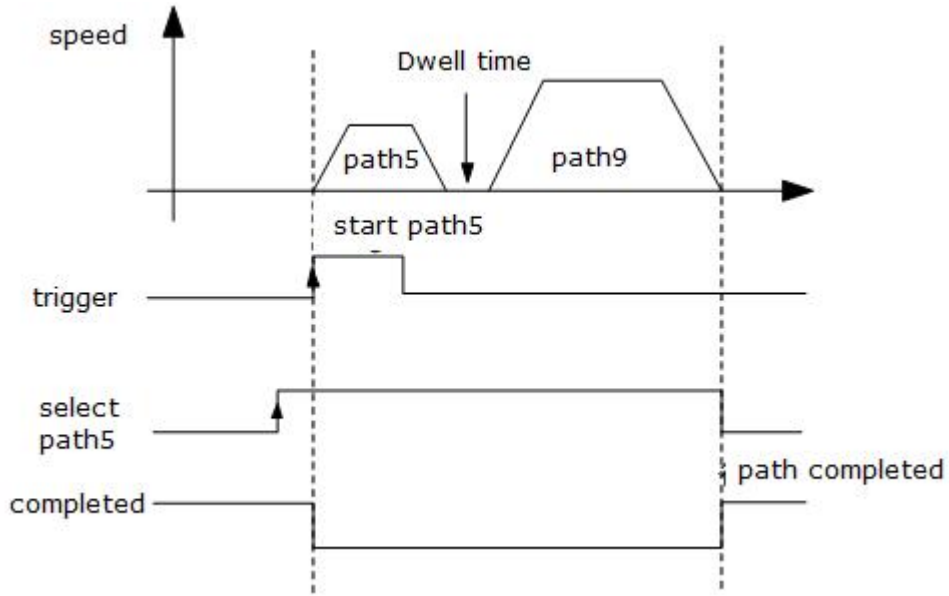 speed
Dwell time
path5
path9
start path5
trigger
select
path5
path completed
completed